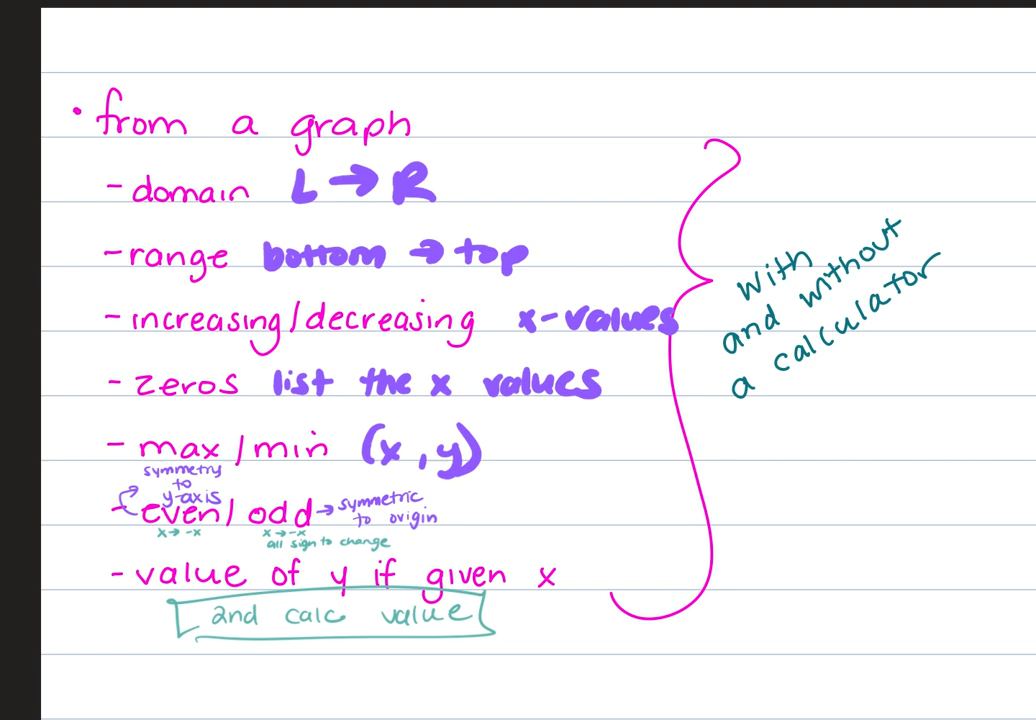 • from a graph
- domain L → R
- range bottom → top
- increasing/decreasing x-values
- zeros list the x values
- max/min (x,y)
symmetry
to
y-axis
- even/odd → symmetric
to origin
x → -x
x → -x
all sign to change
- value of y if given x
2nd calc value
with
and without
a calculator